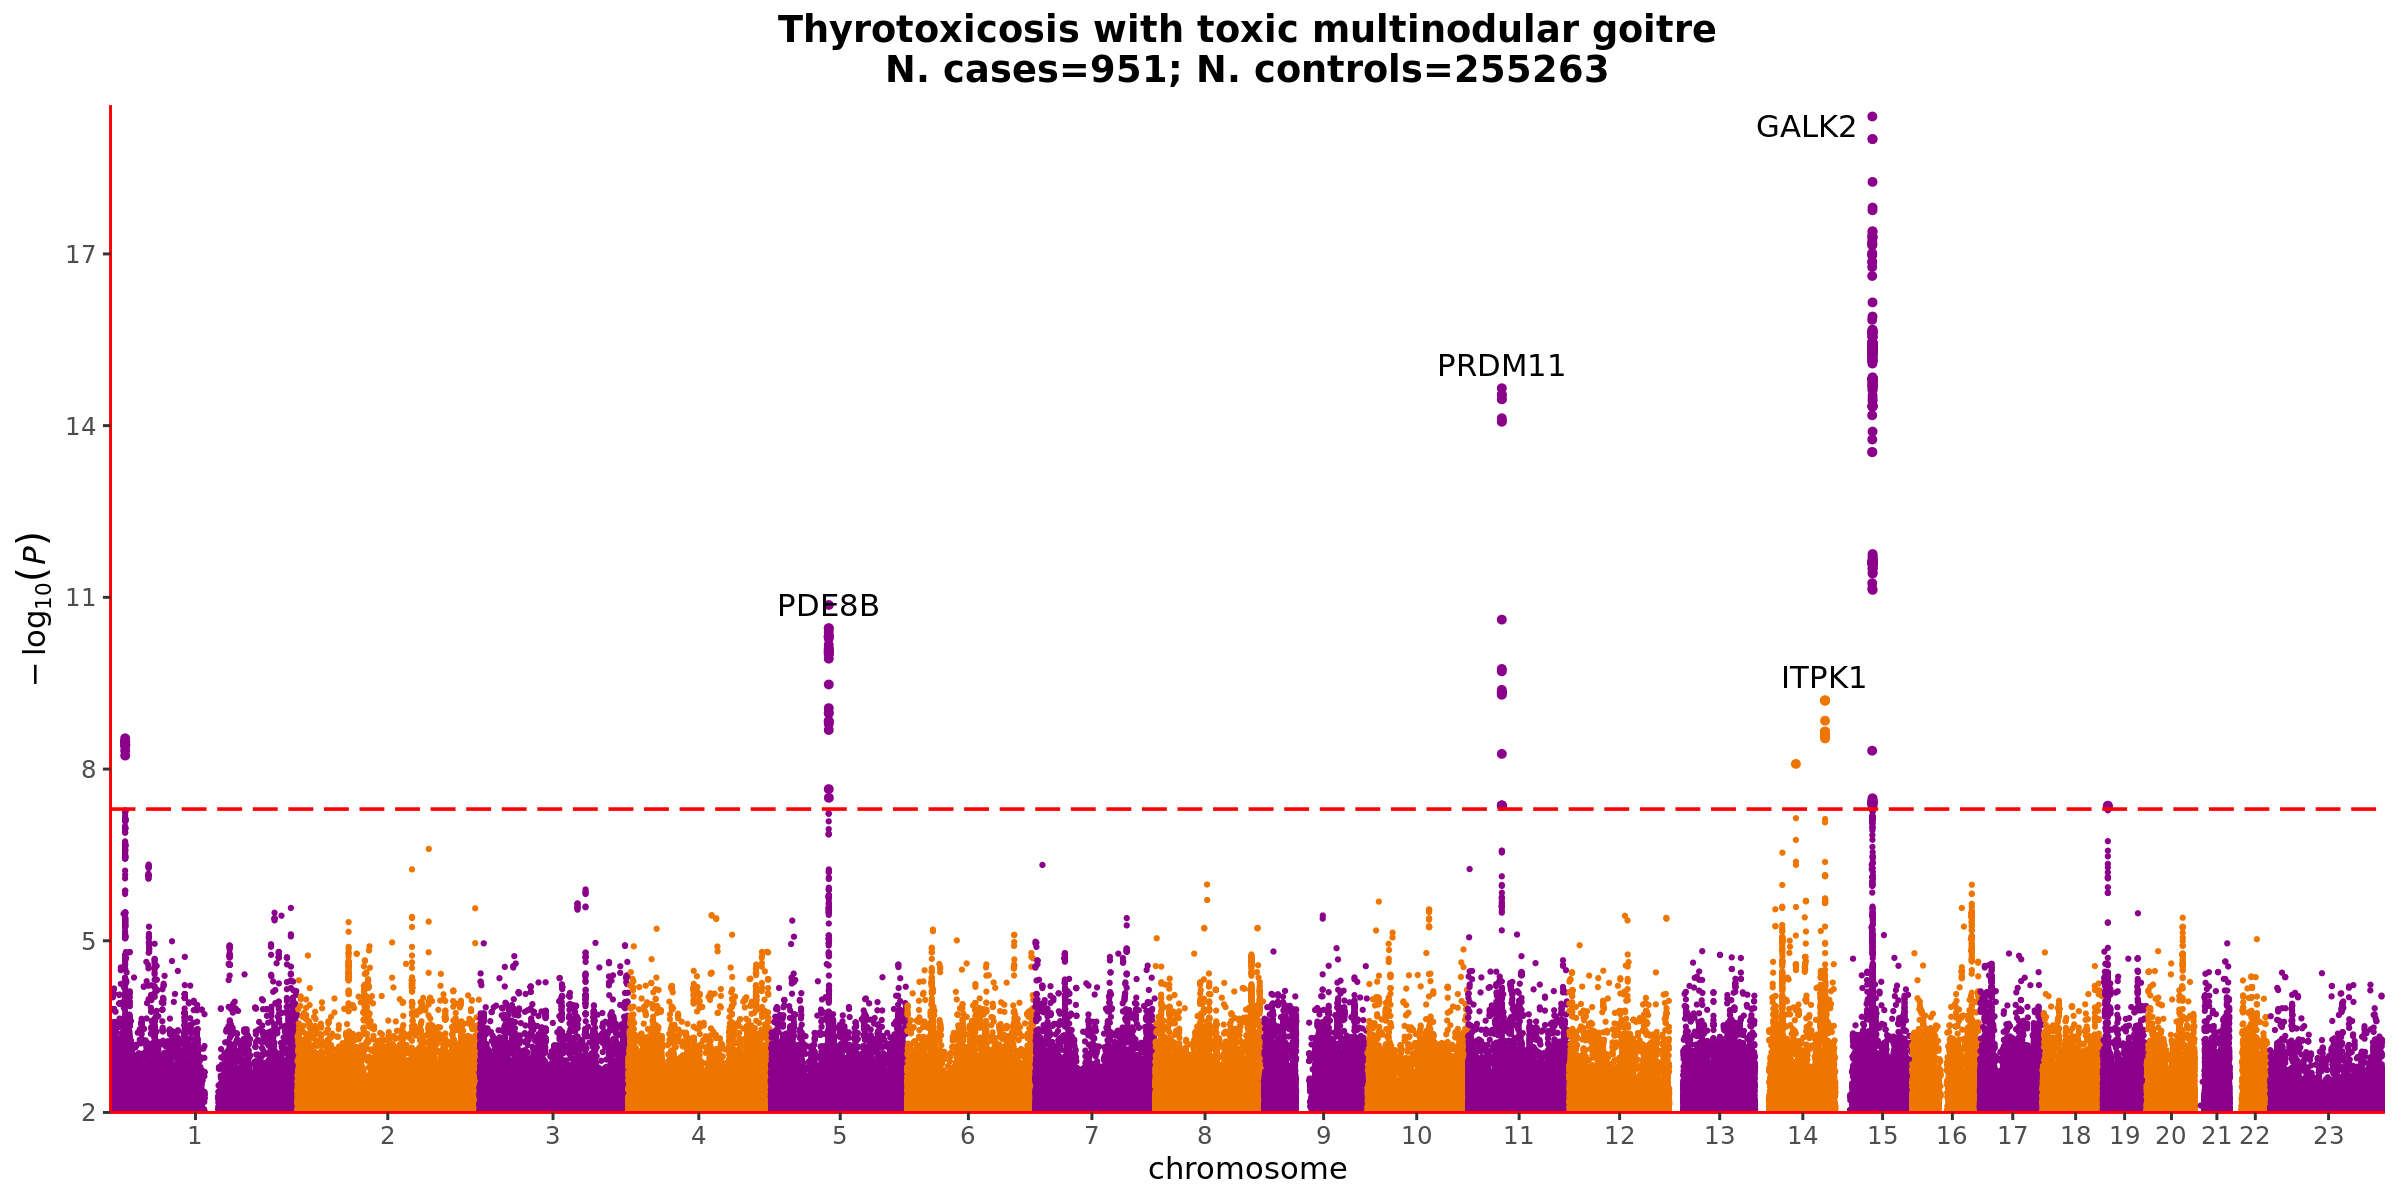 Thyrotoxicosis with toxic multinodular goitre
N. cases=951; N. controls=255263
GALK2
17
PRDM11
14
PDE8B
11
ITPK1
8
5
2
−log₁₀(P)
1 2 3 4 5 6 7 8 9 10 11 12 13 14 15 16 17 18 19 20 21 22 23
chromosome